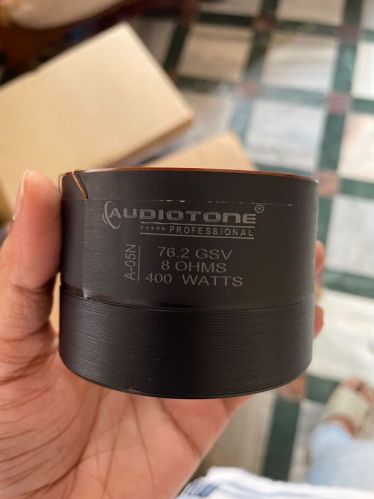 AUDIOTONE®
***** PROFESSIONAL
A-05N
76.2 GSV
8 OHMS
400 WATTS